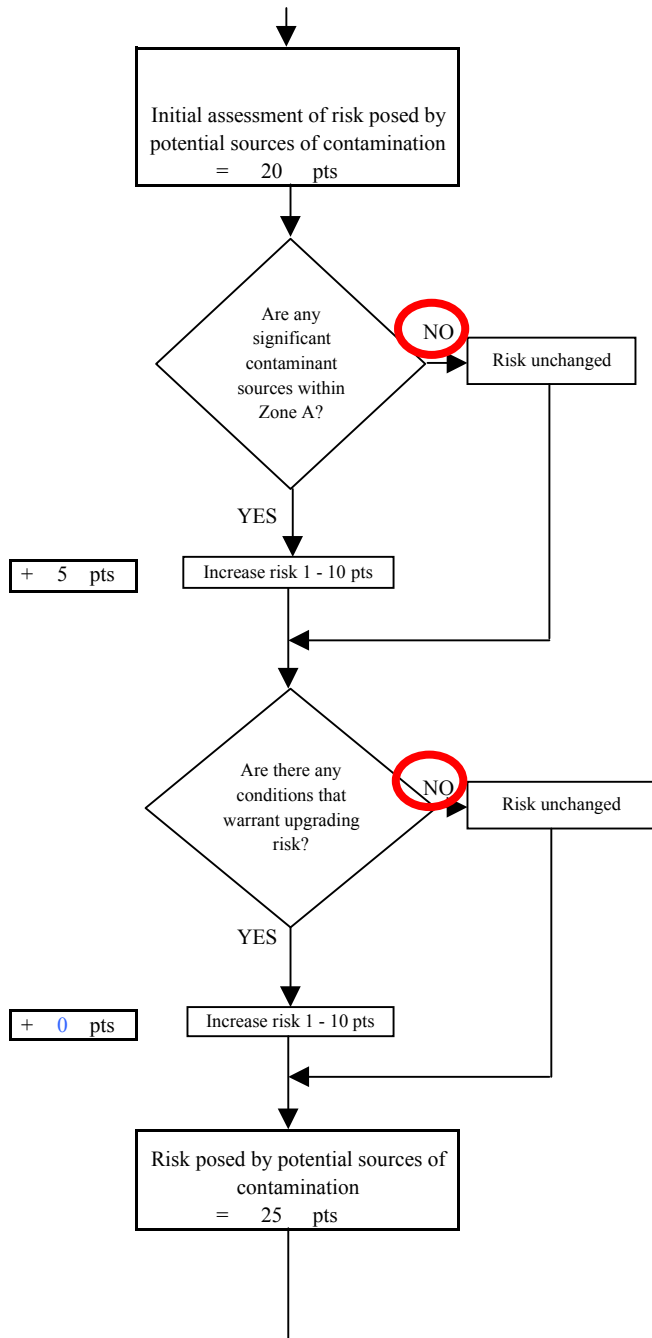 Initial assessment of risk posed by
potential sources of contamination
= 20 pts
Are any
significant
contaminant
sources within
Zone A?
NO
Risk unchanged
YES
+ 5 pts
Increase risk 1 - 10 pts
Are there any
conditions that
warrant upgrading
risk?
NO
Risk unchanged
YES
+ 0 pts
Increase risk 1 - 10 pts
Risk posed by potential sources of
contamination
= 25 pts